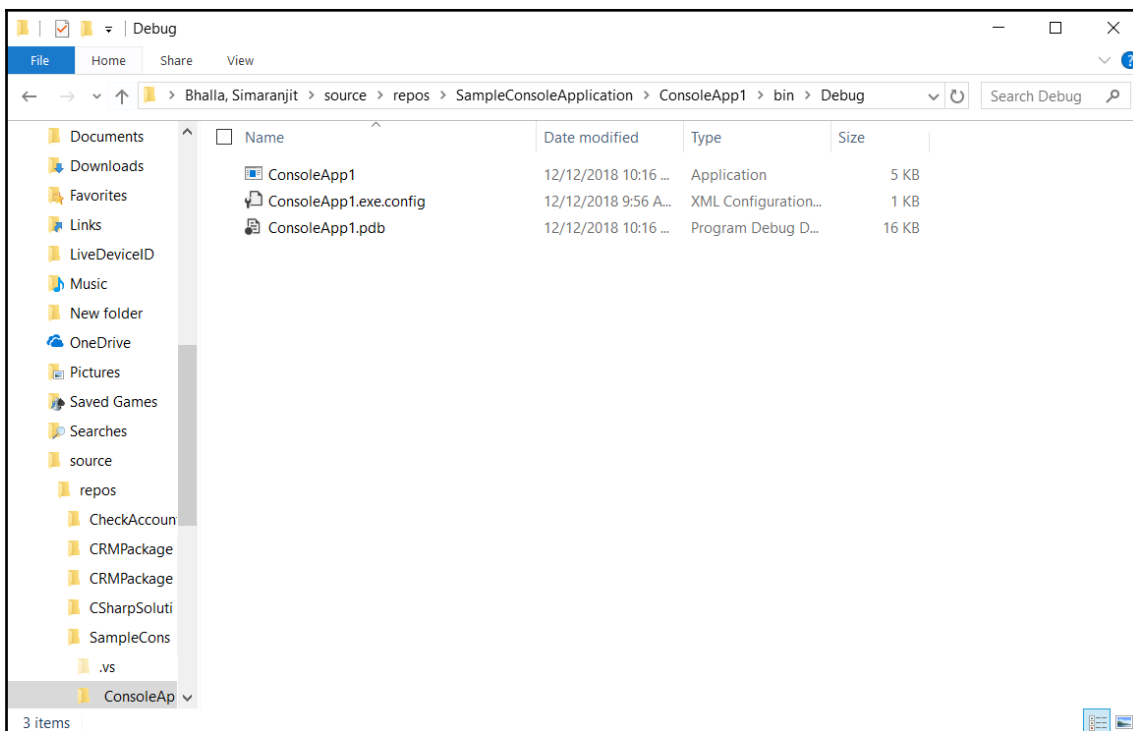 Debug
File Home Share View
Bhalla, Simaranjit > source > repos > SampleConsoleApplication > ConsoleApp1 > bin > Debug
Search Debug
Name Date modified Type Size
ConsoleApp1 12/12/2018 10:16 ... Application 5 KB
ConsoleApp1.exe.config 12/12/2018 9:56 A... XML Configuration... 1 KB
ConsoleApp1.pdb 12/12/2018 10:16 ... Program Debug D... 16 KB
Documents
Downloads
Favorites
Links
LiveDeviceID
Music
New folder
OneDrive
Pictures
Saved Games
Searches
source
repos
CheckAccoun
CRMPackage
CRMPackage
CSharpSoluti
SampleCons
.vs
ConsoleAp
3 items